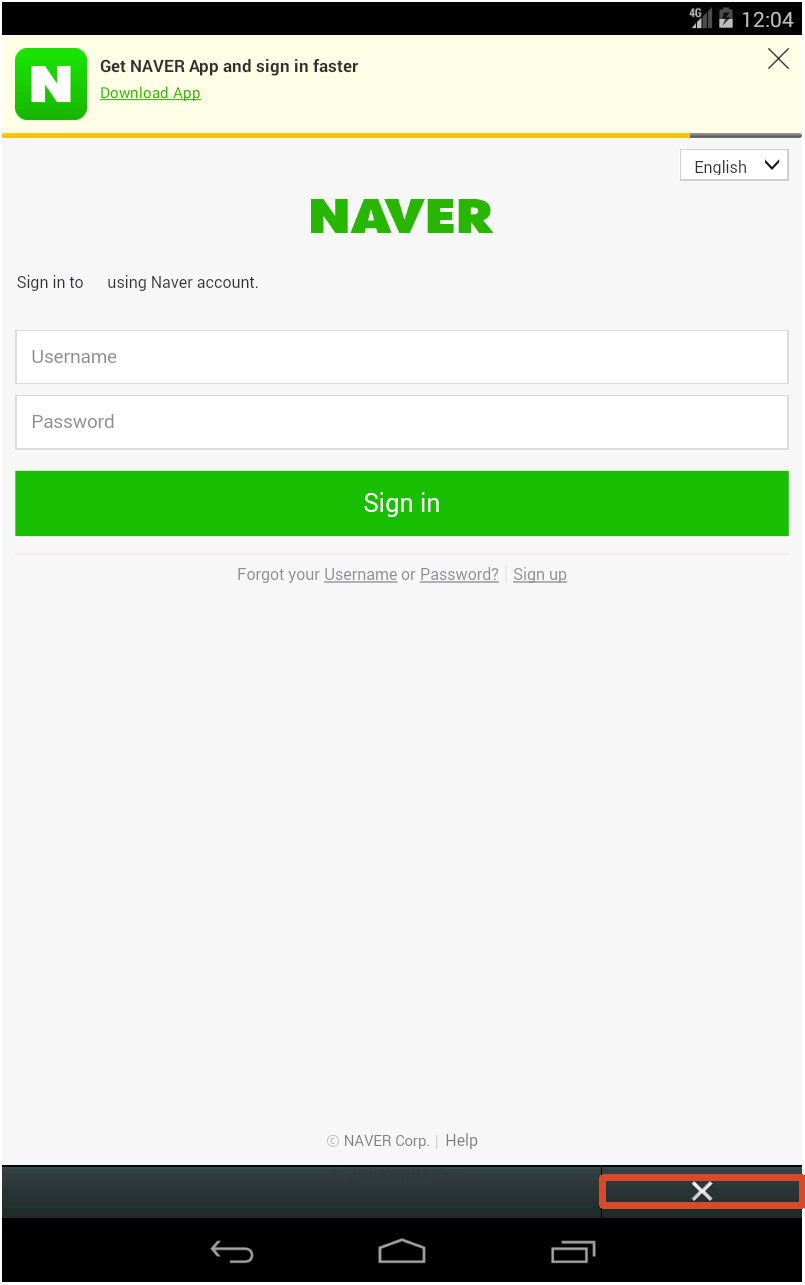 4G 12:04
N
Get NAVER App and sign in faster
Download App
English
NAVER
Sign in to using Naver account.
Username
Password
Sign in
Forgot your Username or Password? | Sign up
© NAVER Corp. | Help